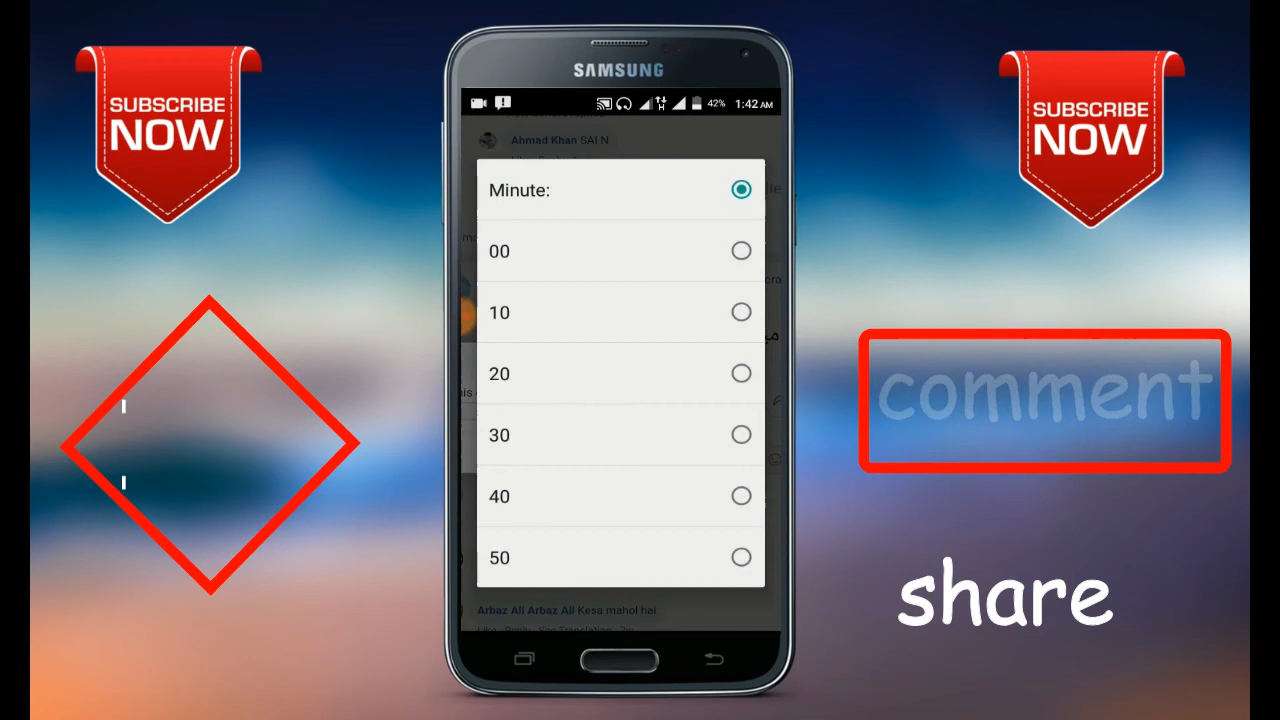 SUBSCRIBE
NOW
SUBSCRIBE
NOW
SAMSUNG
42% 1:42 AM
Ahmad Khan SAI N
Minute:
00
10
20
30
40
50
Arbaz Ali Arbaz Ali Kesa mahol hai
comment
share